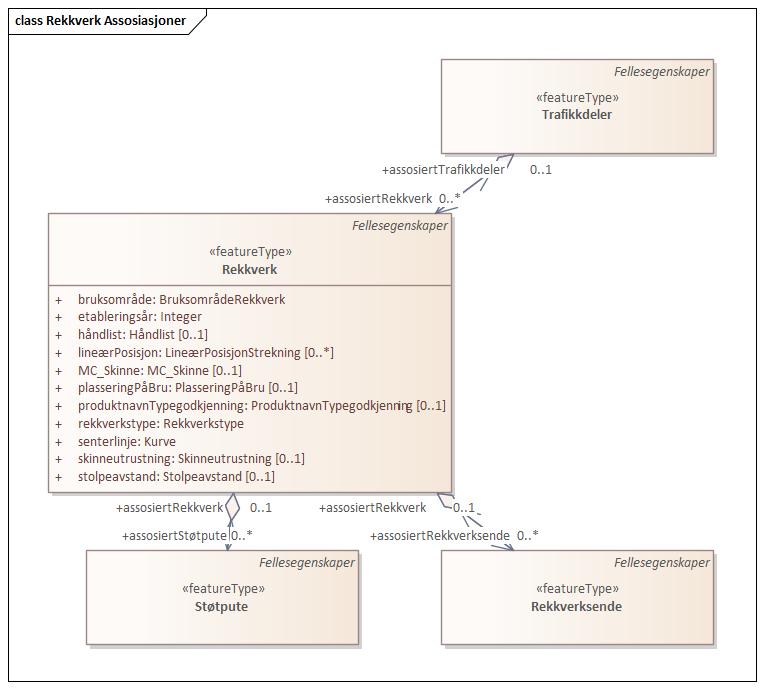 class Rekkverk Assosiasjoner
Fellesegenskaper
«featureType»
Trafikkdeler
+assosiertTrafikkdeler 0..1
+assosiertRekkverk 0..*
Fellesegenskaper
«featureType»
Rekkverk
+ bruksområde: BruksområdeRekkverk
+ etableringsår: Integer
+ håndlist: Håndlist [0..1]
+ lineærPosisjon: LineærPosisjonStrekning [0..*]
+ MC_Skinne: MC_Skinne [0..1]
+ plasseringPåBru: PlasseringPåBru [0..1]
+ produktnavnTypegodkjenning: ProduktnavnTypegodkjenning [0..1]
+ rekkverkstype: Rekkverkstype
+ senterlinje: Kurve
+ skinneutrustning: Skinneutrustning [0..1]
+ stolpeavstand: Stolpeavstand [0..1]
+assosiertRekkverk 0..1
+assosiertRekkverk 0..1
+assosiertStøtpute 0..*
+assosiertRekkverksende 0..*
Fellesegenskaper
«featureType»
Støtpute
Fellesegenskaper
«featureType»
Rekkverksende